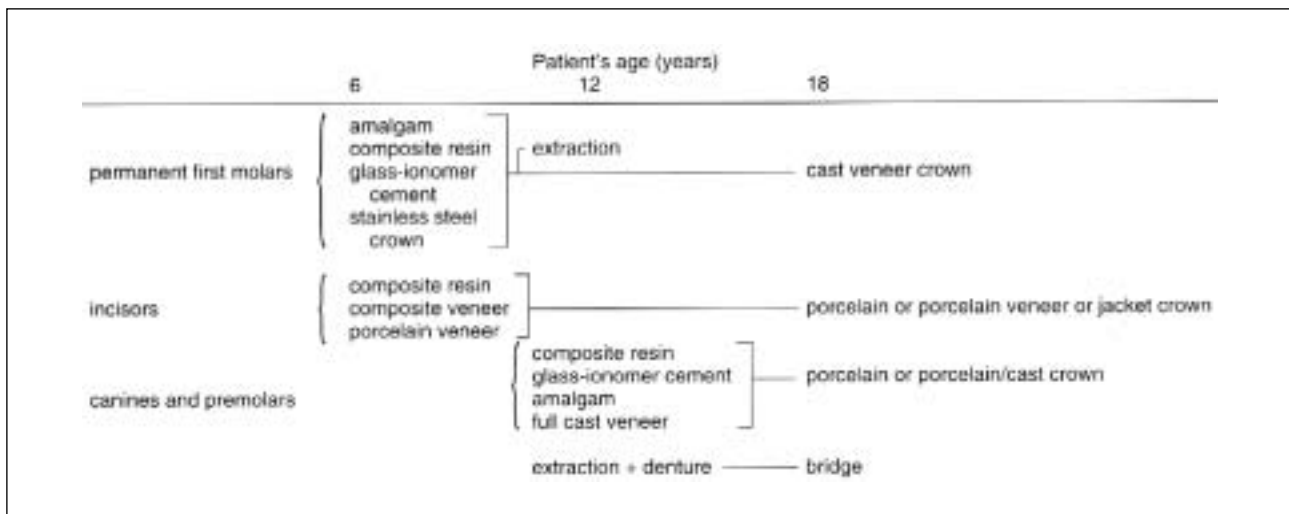 Patient's age (years)
6 12 18
permanent first molars
amalgam
composite resin
glass-ionomer
cement
stainless steel
crown
extraction
cast veneer crown
incisors
composite resin
composite veneer
porcelain veneer
porcelain or porcelain veneer or jacket crown
canines and premolars
composite resin
glass-ionomer cement
amalgam
full cast veneer
porcelain or porcelain/cast crown
extraction + denture bridge